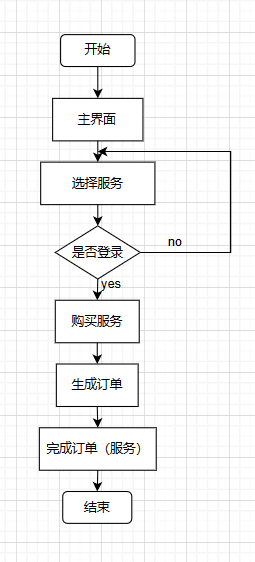 开始
主界面
选择服务
是否登录
no
yes
购买服务
生成订单
完成订单（服务）
结束